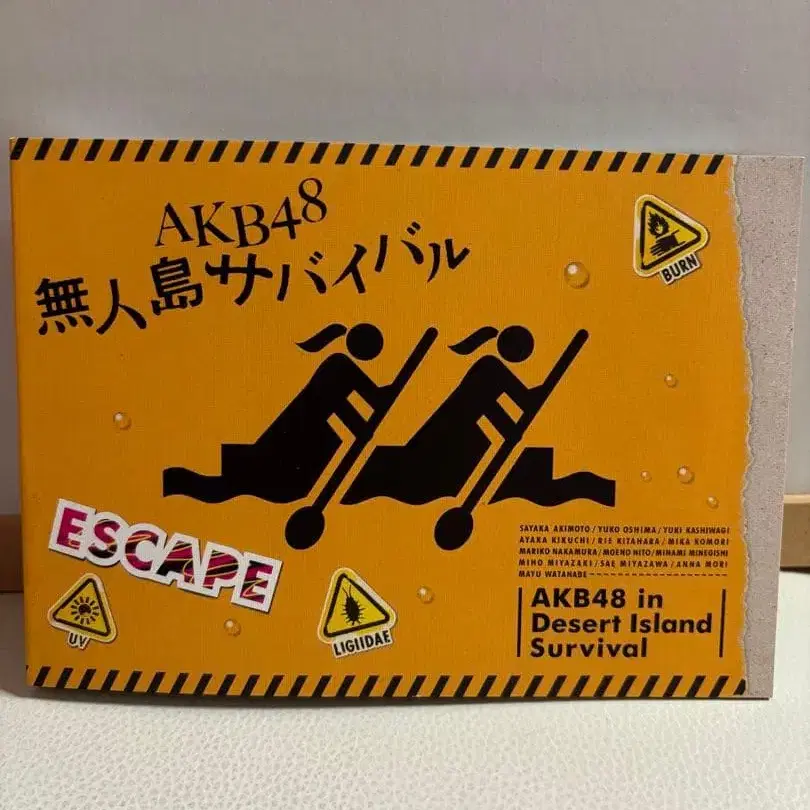 AKB48
無人島サバイバル
BURN
ESCAPE
UV
LIGIIDAE
SAYAKA AKIMOTO/YUKO OSHIMA/YUKI KASHIWAGI
AYAKA KIKUCHI/RIE KITAHARA/MIKA KOMORI
MARIKO NAKAMURA/MOENO NITO/MINAMI MINEGISHI
MIHO MIYAZAKI/SAE MIYAZAWA/ANNA MORI
MAYU WATANABE
AKB48 in
Desert Island
Survival